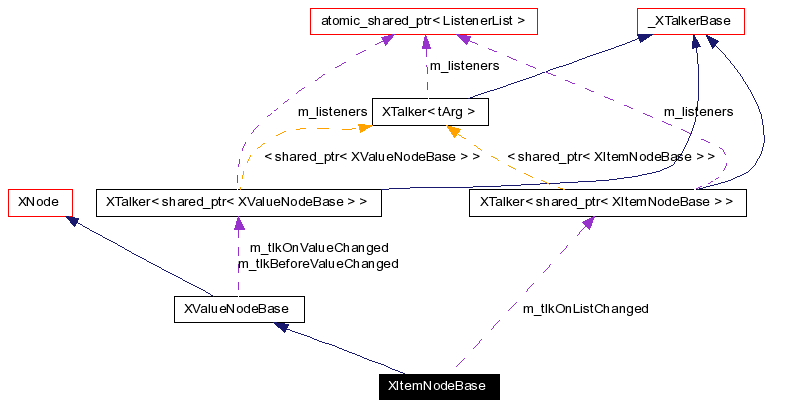 atomic_shared_ptr< ListenerList >
_XTalkerBase
m_listeners
XTalker< tArg >
m_listeners
m_listeners
< shared_ptr< XValueNodeBase > >
< shared_ptr< XItemNodeBase > >
XNode
XTalker< shared_ptr< XValueNodeBase > >
XTalker< shared_ptr< XItemNodeBase > >
m_tlkOnValueChanged
m_tlkBeforeValueChanged
XValueNodeBase
m_tlkOnListChanged
XItemNodeBase